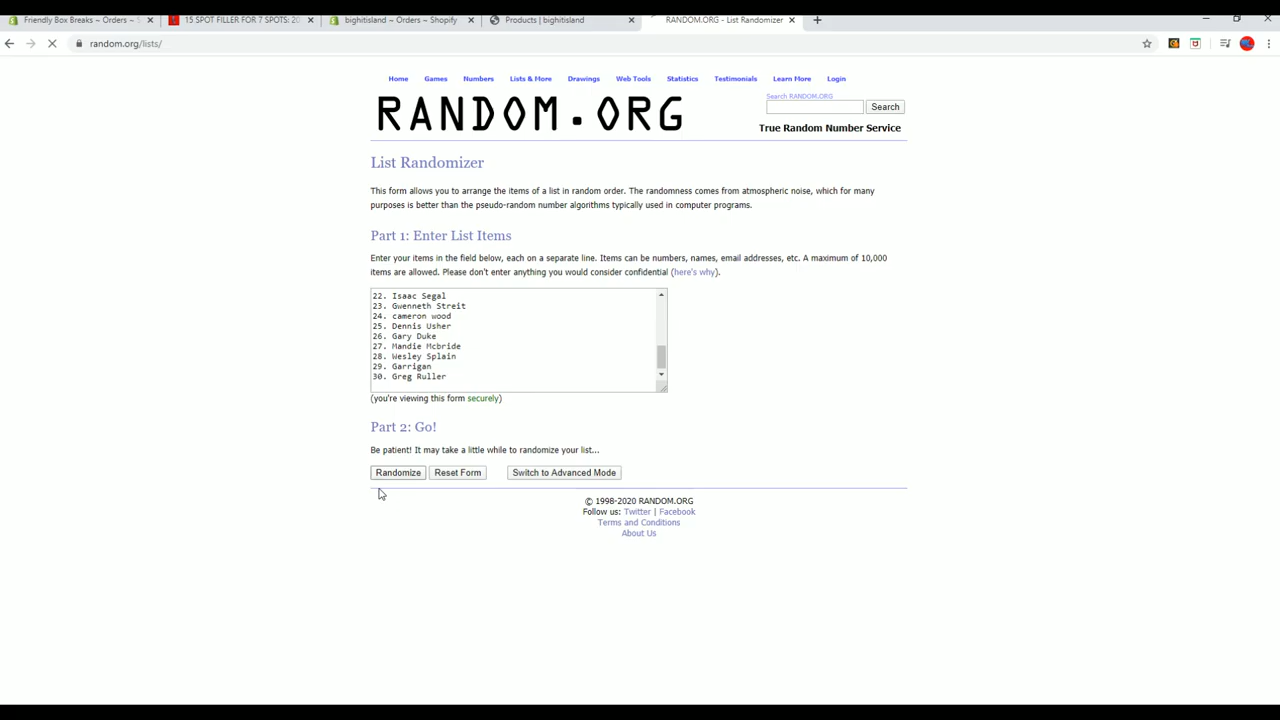 Friendly Box Breaks ~ Orders ~
15 SPOT FILLER FOR 7 SPOTS: 20
bighitisland ~ Orders ~ Shopify
Products | bighitisland
RANDOM.ORG - List Randomizer
random.org/lists/
Home Games Numbers Lists & More Drawings Web Tools Statistics Testimonials Learn More Login
RANDOM.ORG
Search RANDOM.ORG
Search
True Random Number Service
List Randomizer
This form allows you to arrange the items of a list in random order. The randomness comes from atmospheric noise, which for many
purposes is better than the pseudo-random number algorithms typically used in computer programs.
Part 1: Enter List Items
Enter your items in the field below, each on a separate line. Items can be numbers, names, email addresses, etc. A maximum of 10,000
items are allowed. Please don't enter anything you would consider confidential (here's why).
22. Isaac Segal
23. Gwenneth Streit
24. cameron wood
25. Dennis Usher
26. Gary Duke
27. Mandie Mcbride
28. Wesley Splain
29. Garrigan
30. Greg Ruller
(you're viewing this form securely)
Part 2: Go!
Be patient! It may take a little while to randomize your list...
Randomize Reset Form Switch to Advanced Mode
© 1998-2020 RANDOM.ORG
Follow us: Twitter | Facebook
Terms and Conditions
About Us